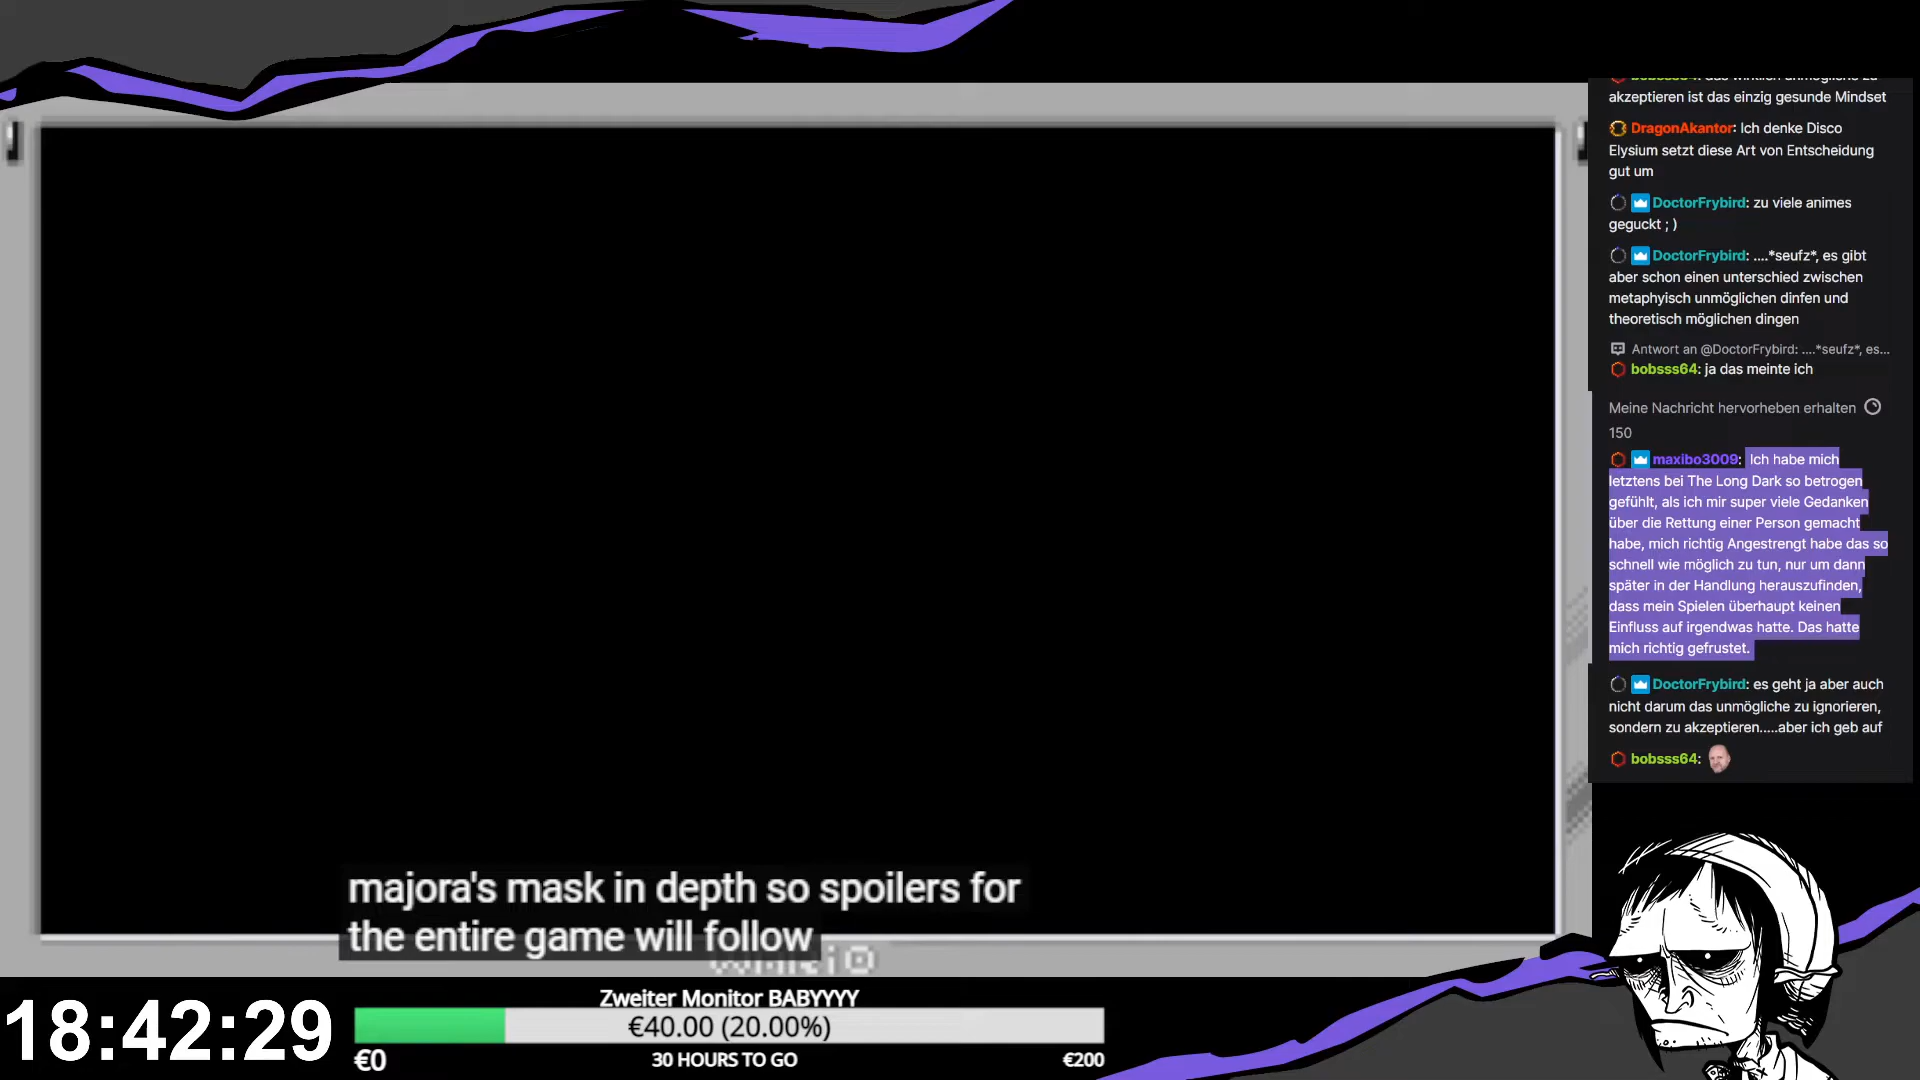 akzeptieren ist das einzig gesunde Mindset
DragonAkantor: Ich denke Disco
Elysium setzt diese Art von Entscheidung
gut um
DoctorFrybird: zu viele animes
geguckt ; )
DoctorFrybird: ....*seufz*, es gibt
aber schon einen unterschied zwischen
metaphyisch unmöglichen dinfen und
theoretisch möglichen dingen
Antwort an @DoctorFrybird: ....*seufz*, es...
bobsss64: ja das meinte ich
Meine Nachricht hervorheben erhalten
150
maxibo3009: Ich habe mich
letztens bei The Long Dark so betrogen
gefühlt, als ich mir super viele Gedanken
über die Rettung einer Person gemacht
habe, mich richtig Angestrengt habe das so
schnell wie möglich zu tun, nur um dann
später in der Handlung herauszufinden,
dass mein Spielen überhaupt keinen
Einfluss auf irgendwas hatte. Das hatte
mich richtig gefrustet.
DoctorFrybird: es geht ja aber auch
nicht darum das unmögliche zu ignorieren,
sondern zu akzeptieren.....aber ich geb auf
bobsss64:
majora's mask in depth so spoilers for
the entire game will follow
18:42:29
Zweiter Monitor BABYYYY
€40.00 (20.00%)
€0
30 HOURS TO GO
€200